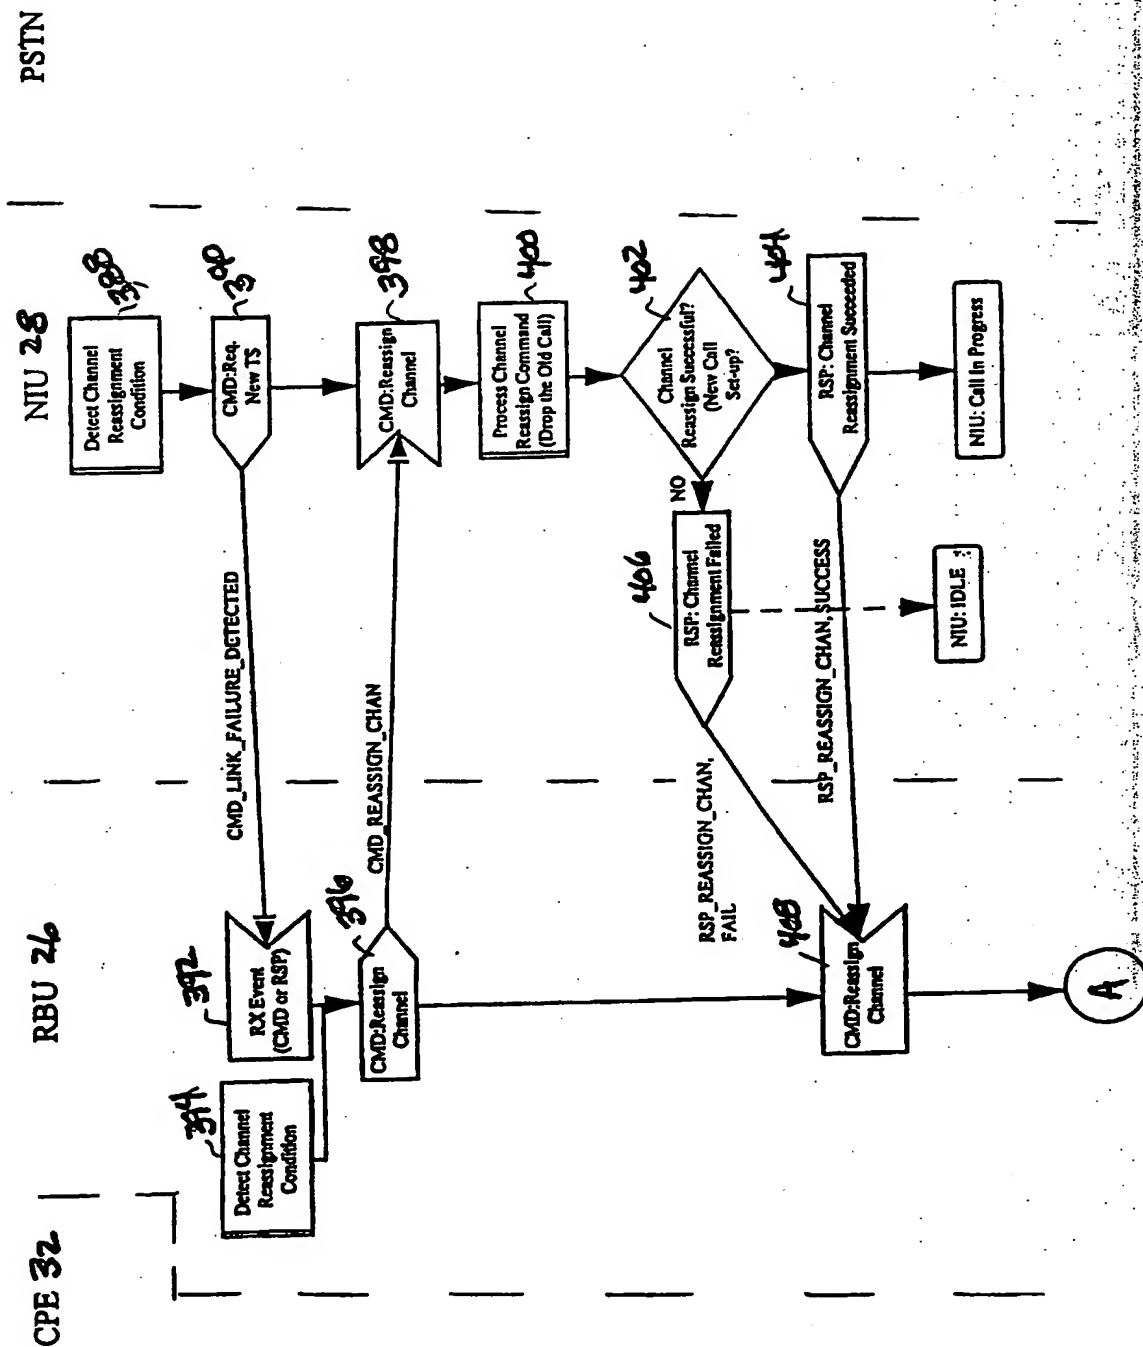 CPE 32
RBU 26
NIU 28
PSTN
388
Detect Channel
Reassignment
Condition
390
CMD:Req.
New TS
CMD_LINK_FAILURE_DETECTED
392
RX Event
(CMD or RSP)
394
Detect Channel
Reassignment
Condition
396
CMD:Reassign
Channel
CMD_REASSIGN_CHAN
398
CMD:Reassign
Channel
400
Process Channel
Reassign Command
(Drop the Old Call)
402
Channel
Reassign Successful?
(New Call
Set-up?
NO
406
RSP: Channel
Reassignment Failed
404
RSP: Channel
Reassignment Succeeded
RSP_REASSIGN_CHAN,
FAIL
RSP_REASSIGN_CHAN, SUCCESS
408
CMD:Reassign
Channel
NIU: IDLE
NIU: Call In Progress
A